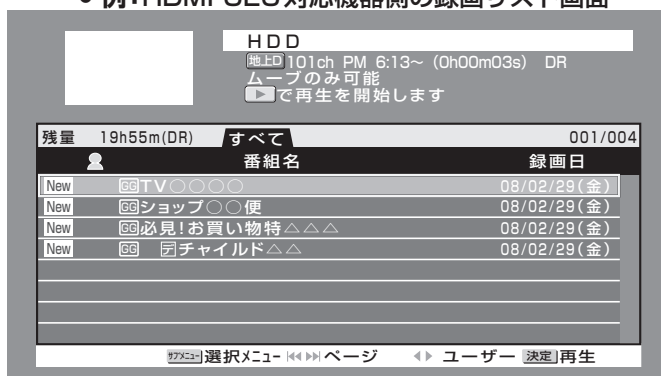 ● 例:HDMI CEC対応機器側の録画リスト画面
HDD
地上D 101ch PM 6:13~ (0h00m03s) DR
ムーブのみ可能
で再生を開始します
残量 19h55m(DR) すべて 001/004
番組名 録画日
New GG TV○○○○ 08/02/29(金)
New GG ショップ○○便 08/02/29(金)
New GG 必見!お買い物特△△△ 08/02/29(金)
New GG デ チャイルド△△ 08/02/29(金)
サブメニュー 選択メニュー ページ ユーザー 決定 再生